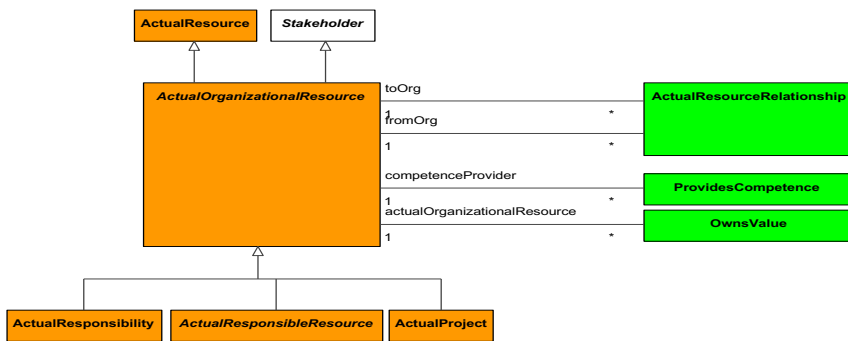 ActualResource
Stakeholder
ActualOrganizationalResource
toOrg
ActualResourceRelationship
1
*
fromOrg
1
*
competenceProvider
ProvidesCompetence
1
*
actualOrganizationalResource
OwnsValue
1
*
ActualResponsibility
ActualResponsibleResource
ActualProject